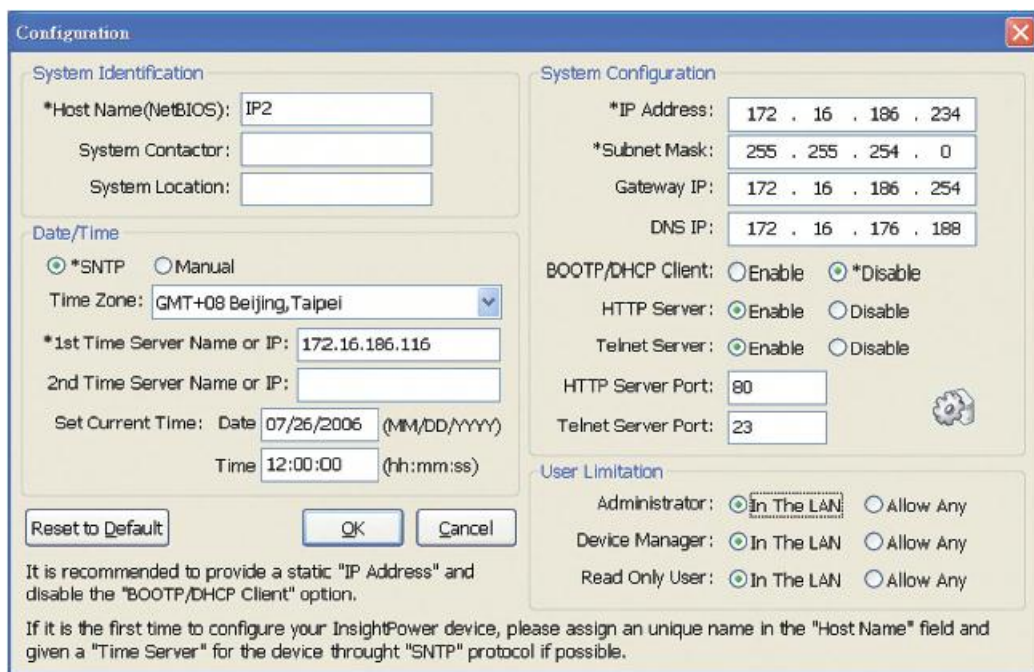 Configuration
System Identification
*Host Name(NetBIOS): IP2
System Contactor:
System Location:
Date/Time
*SNTP Manual
Time Zone: GMT+08 Beijing,Taipei
*1st Time Server Name or IP: 172.16.186.116
2nd Time Server Name or IP:
Set Current Time: Date 07/26/2006 (MM/DD/YYYY)
Time 12:00:00 (hh:mm:ss)
Reset to Default OK Cancel
It is recommended to provide a static "IP Address" and
disable the "BOOTP/DHCP Client" option.
System Configuration
*IP Address: 172 . 16 . 186 . 234
*Subnet Mask: 255 . 255 . 254 . 0
Gateway IP: 172 . 16 . 186 . 254
DNS IP: 172 . 16 . 176 . 188
BOOTP/DHCP Client: Enable *Disable
HTTP Server: Enable Disable
Telnet Server: Enable Disable
HTTP Server Port: 80
Telnet Server Port: 23
User Limitation
Administrator: In The LAN Allow Any
Device Manager: In The LAN Allow Any
Read Only User: In The LAN Allow Any
If it is the first time to configure your InsightPower device, please assign an unique name in the "Host Name" field and
given a "Time Server" for the device throught "SNTP" protocol if possible.